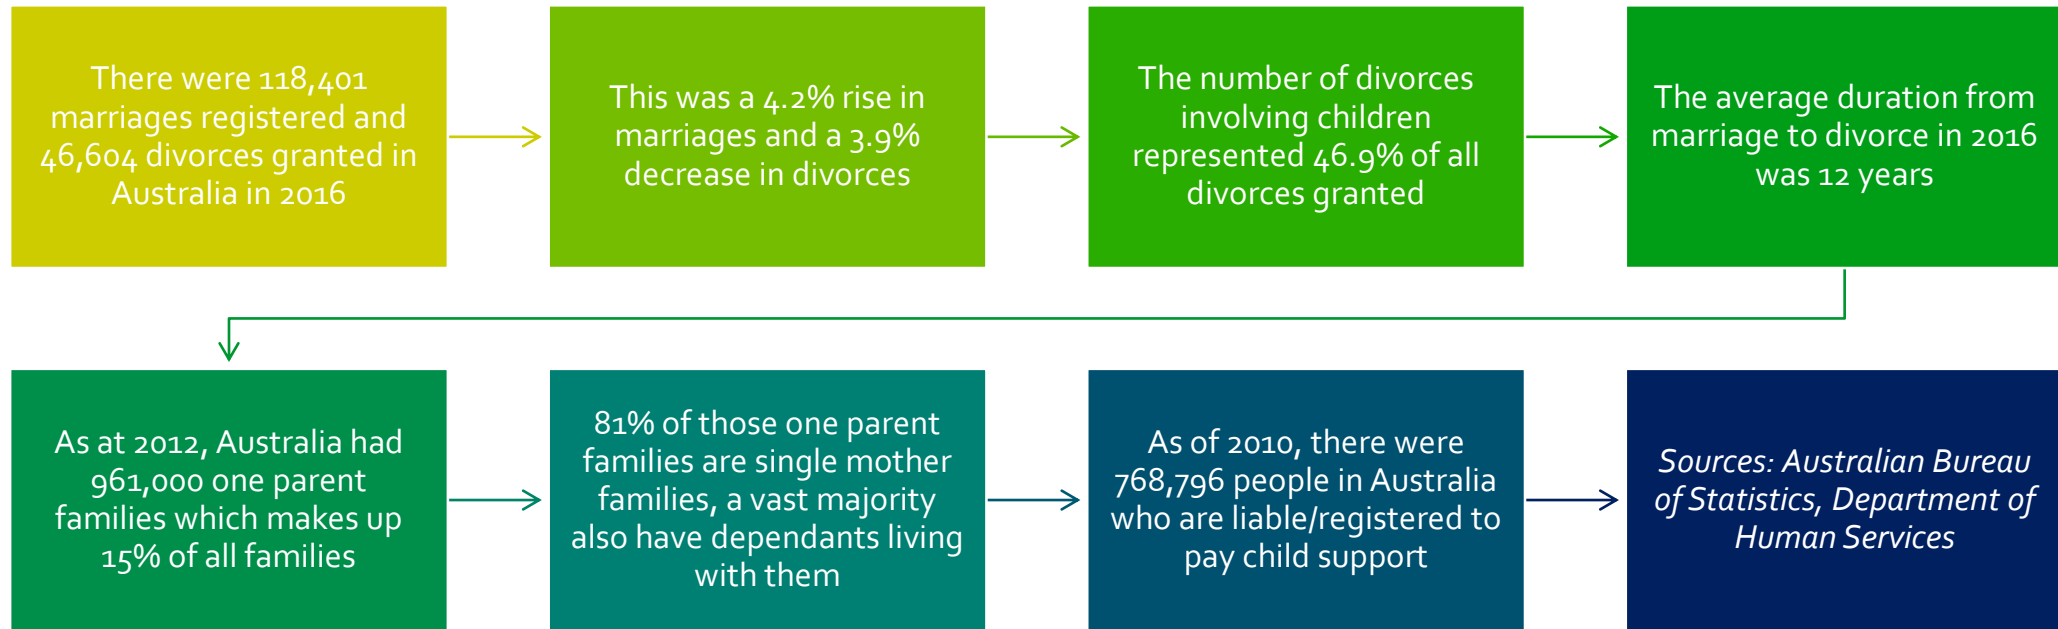 There were 118,401
marriages registered and
46,604 divorces granted in
Australia in 2016
This was a 4.2% rise in
marriages and a 3.9%
decrease in divorces
The number of divorces
involving children
represented 46.9% of all
divorces granted
The average duration from
marriage to divorce in 2016
was 12 years
As at 2012, Australia had
961,000 one parent
families which makes up
15% of all families
81% of those one parent
families are single mother
families, a vast majority
also have dependants living
with them
As of 2010, there were
768,796 people in Australia
who are liable/registered to
pay child support
Sources: Australian Bureau
of Statistics, Department of
Human Services